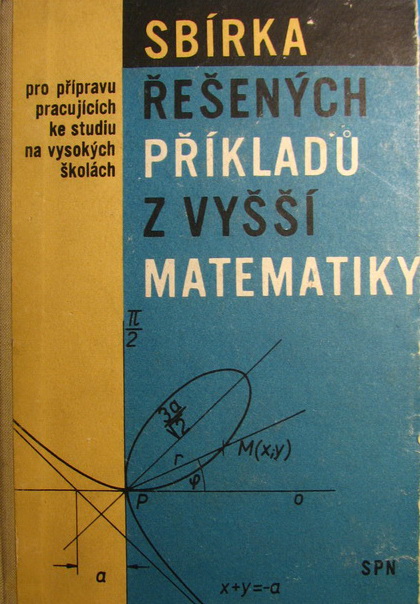 SBÍRKA
ŘEŠENÝCH
PŘÍKLADŮ
Z VYŠŠÍ
MATEMATIKY
pro přípravu
pracujících
ke studiu
na vysokých
školách
π/2
3a/√2
M(x,y)
r
φ
P
o
a
x+y=-a
SPN